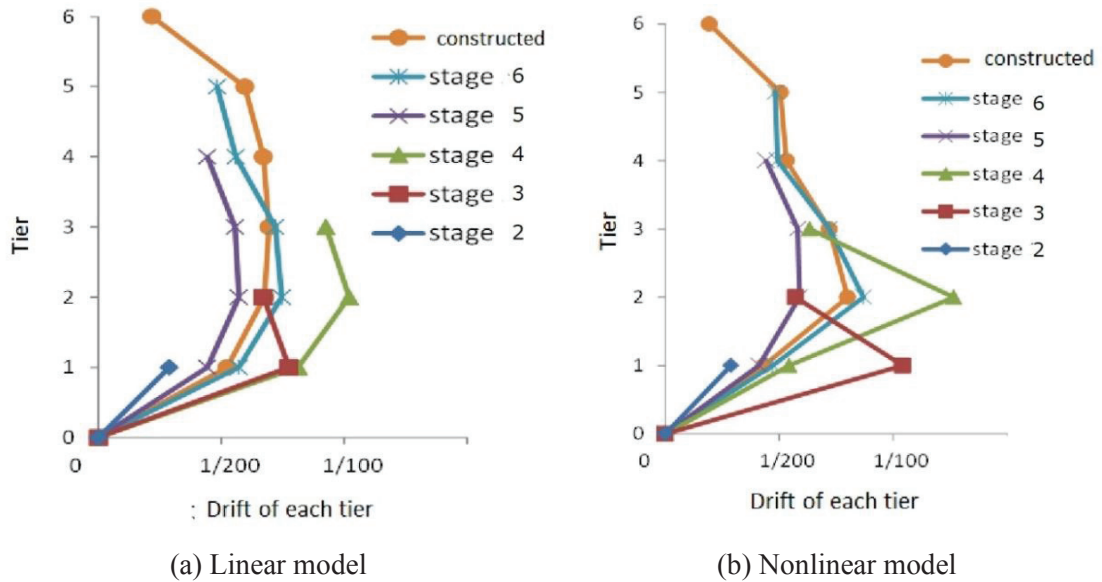 6
5
4
3
2
1
0
Tier
constructed
stage 6
stage 5
stage 4
stage 3
stage 2
0
1/200
1/100
: Drift of each tier
(a) Linear model
6
5
4
3
2
1
0
Tier
constructed
stage 6
stage 5
stage 4
stage 3
stage 2
0
1/200
1/100
Drift of each tier
(b) Nonlinear model